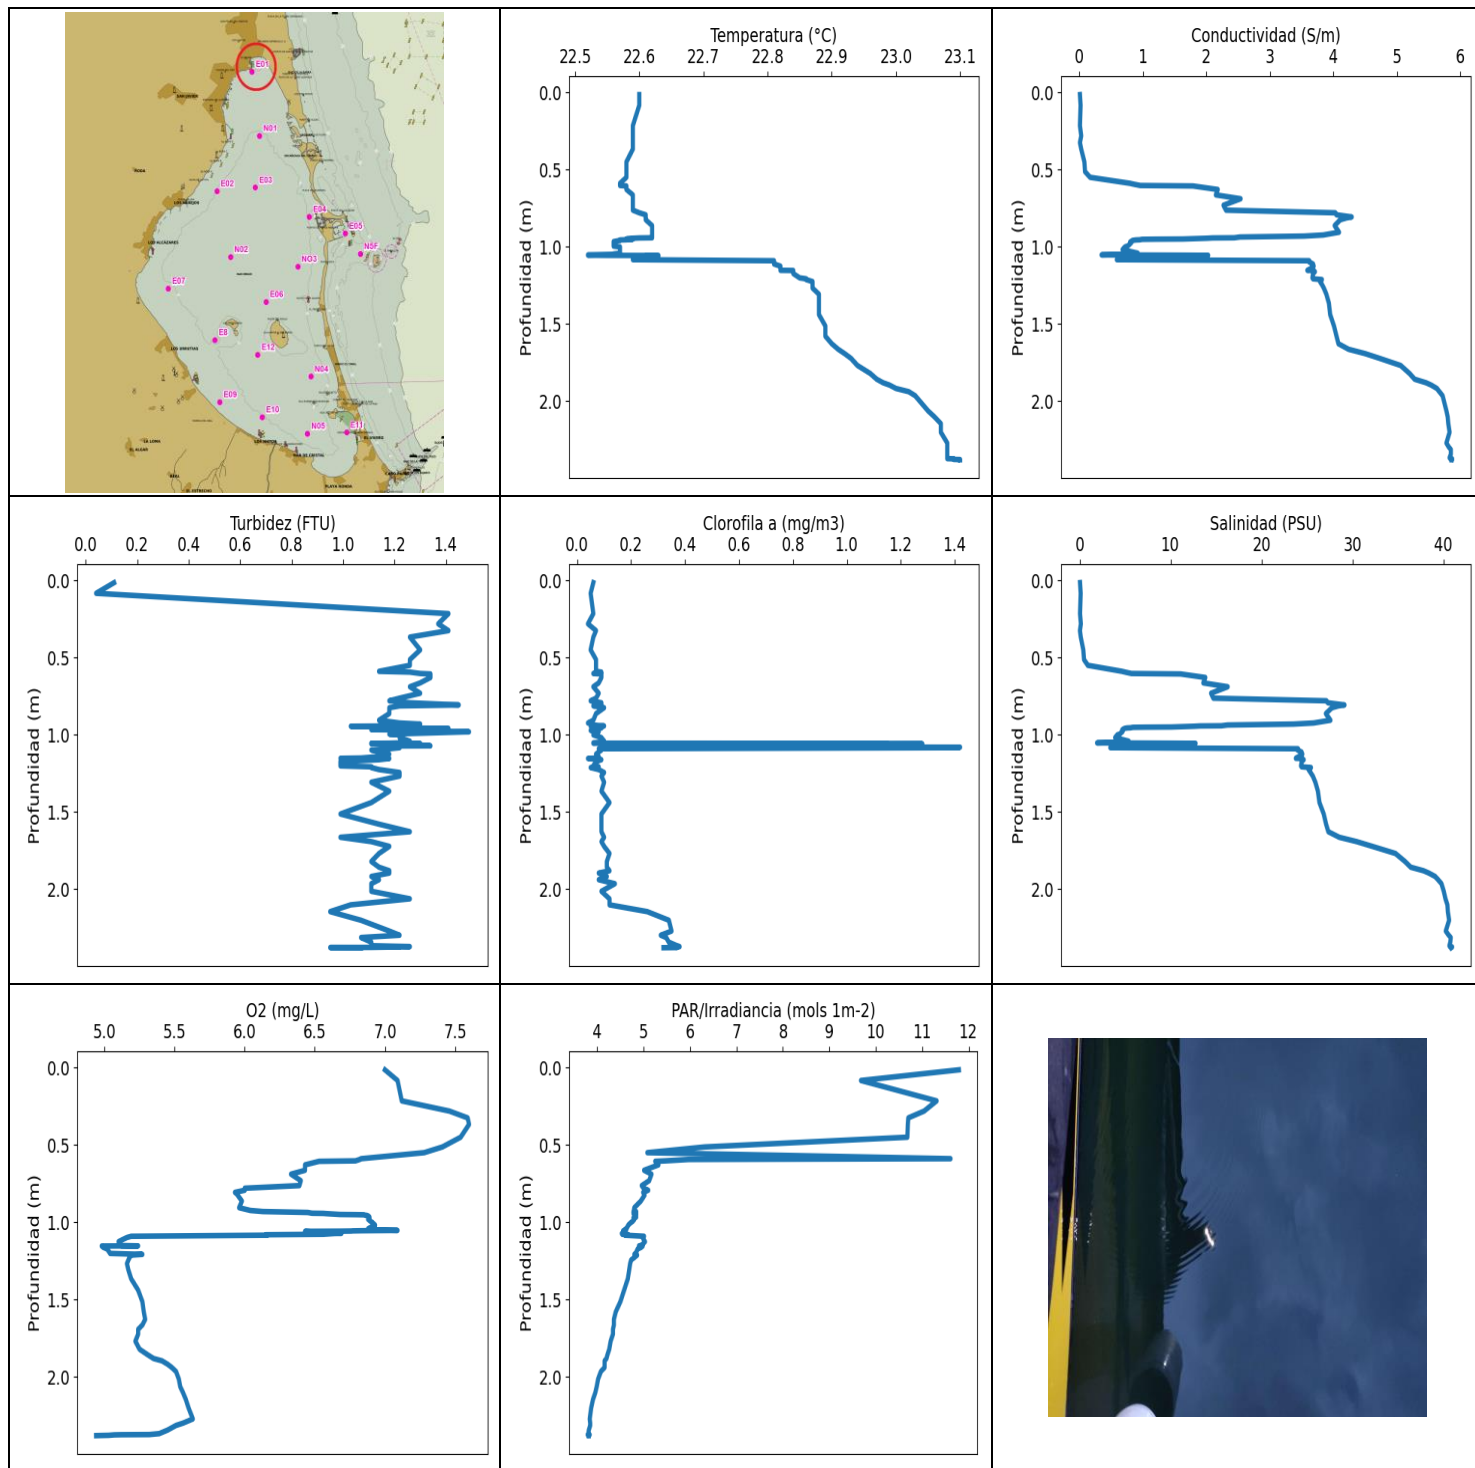 E01
N01
E02
E03
E04
E05
N5F
N02
NO3
E07
E06
E8
E12
N04
E09
E10
N05
E11
Temperatura (°C)
22.5 22.6 22.7 22.8 22.9 23.0 23.1
Profundidad (m)
0.0
0.5
1.0
1.5
2.0
Conductividad (S/m)
0 1 2 3 4 5 6
Profundidad (m)
0.0
0.5
1.0
1.5
2.0
Turbidez (FTU)
0.0 0.2 0.4 0.6 0.8 1.0 1.2 1.4
Profundidad (m)
0.0
0.5
1.0
1.5
2.0
Clorofila a (mg/m3)
0.0 0.2 0.4 0.6 0.8 1.0 1.2 1.4
Profundidad (m)
0.0
0.5
1.0
1.5
2.0
Salinidad (PSU)
0 10 20 30 40
Profundidad (m)
0.0
0.5
1.0
1.5
2.0
O2 (mg/L)
5.0 5.5 6.0 6.5 7.0 7.5
Profundidad (m)
0.0
0.5
1.0
1.5
2.0
PAR/Irradiancia (mols 1m-2)
4 5 6 7 8 9 10 11 12
Profundidad (m)
0.0
0.5
1.0
1.5
2.0